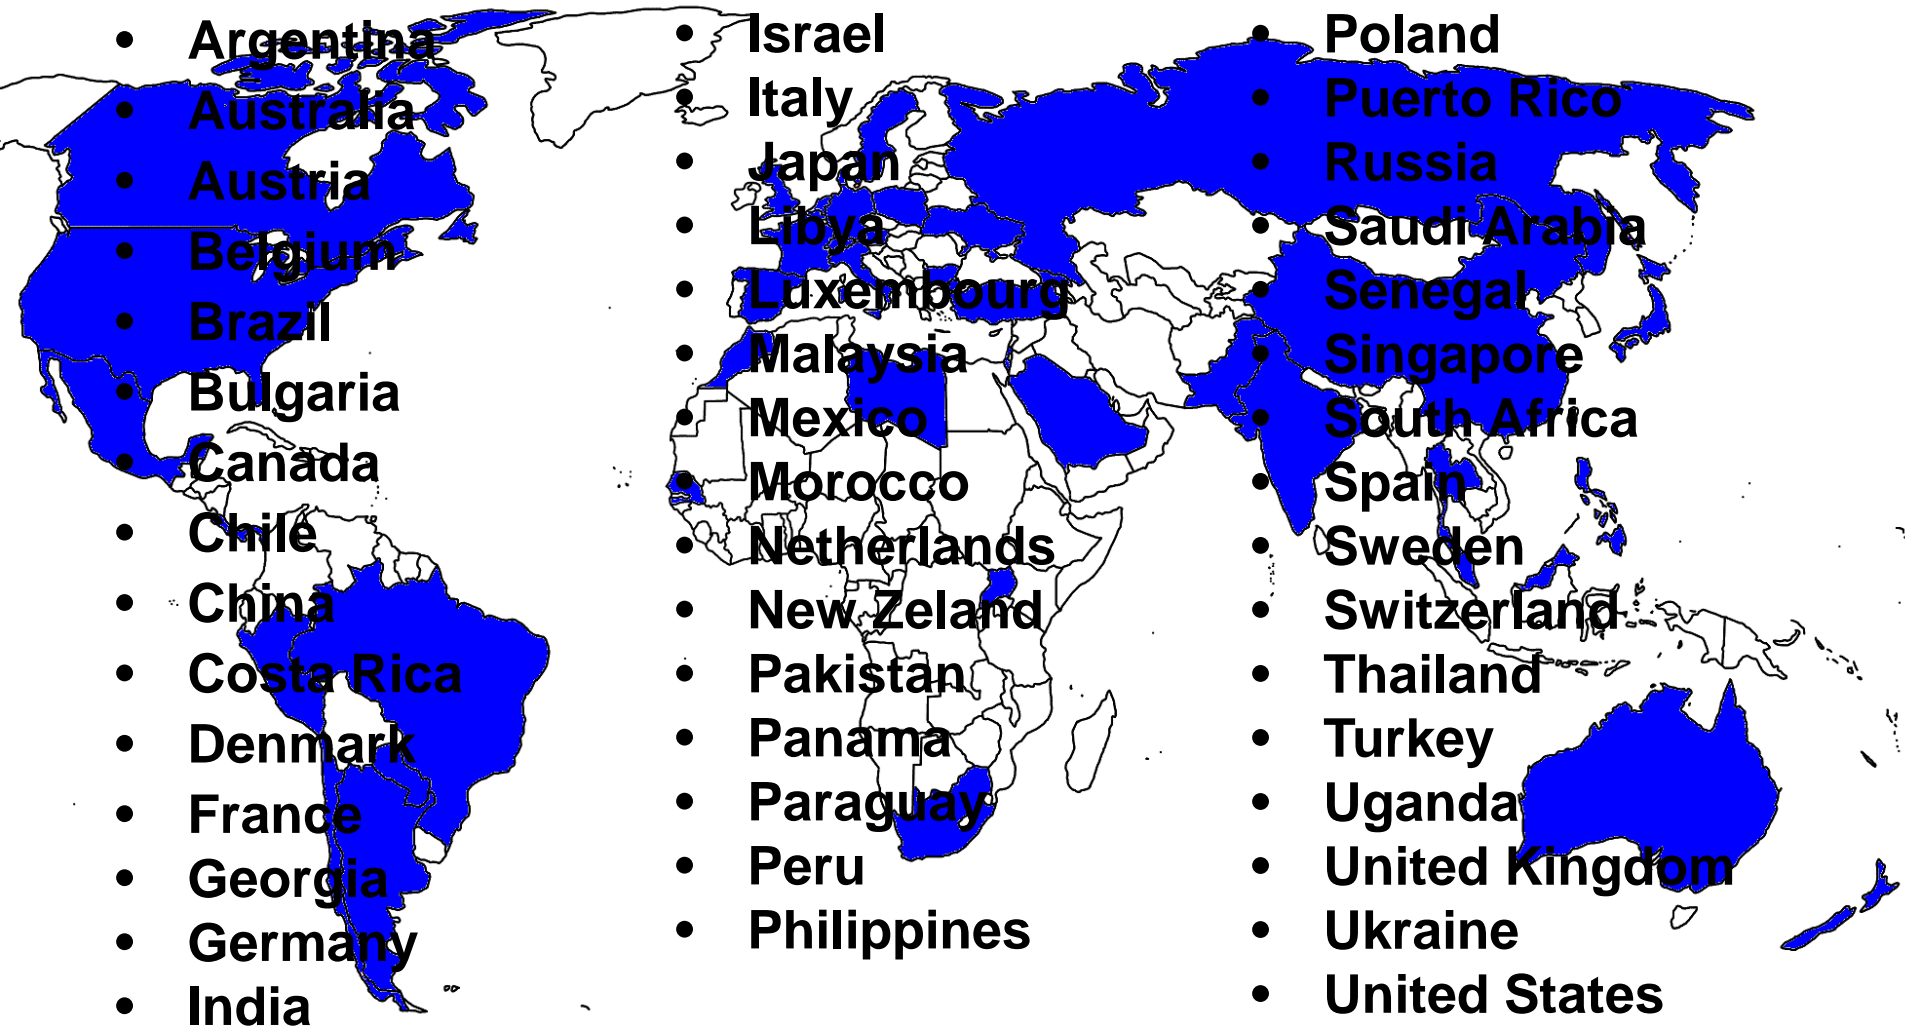 • Argentina
• Australia
• Austria
• Belgium
• Brazil
• Bulgaria
• Canada
• Chile
• China
• Costa Rica
• Denmark
• France
• Georgia
• Germany
• India
• Israel
• Italy
• Japan
• Libya
• Luxembourg
• Malaysia
• Mexico
• Morocco
• Netherlands
• New Zeland
• Pakistan
• Panama
• Paraguay
• Peru
• Philippines
• Poland
• Puerto Rico
• Russia
• Saudi Arabia
• Senegal
• Singapore
• South Africa
• Spain
• Sweden
• Switzerland
• Thailand
• Turkey
• Uganda
• United Kingdom
• Ukraine
• United States